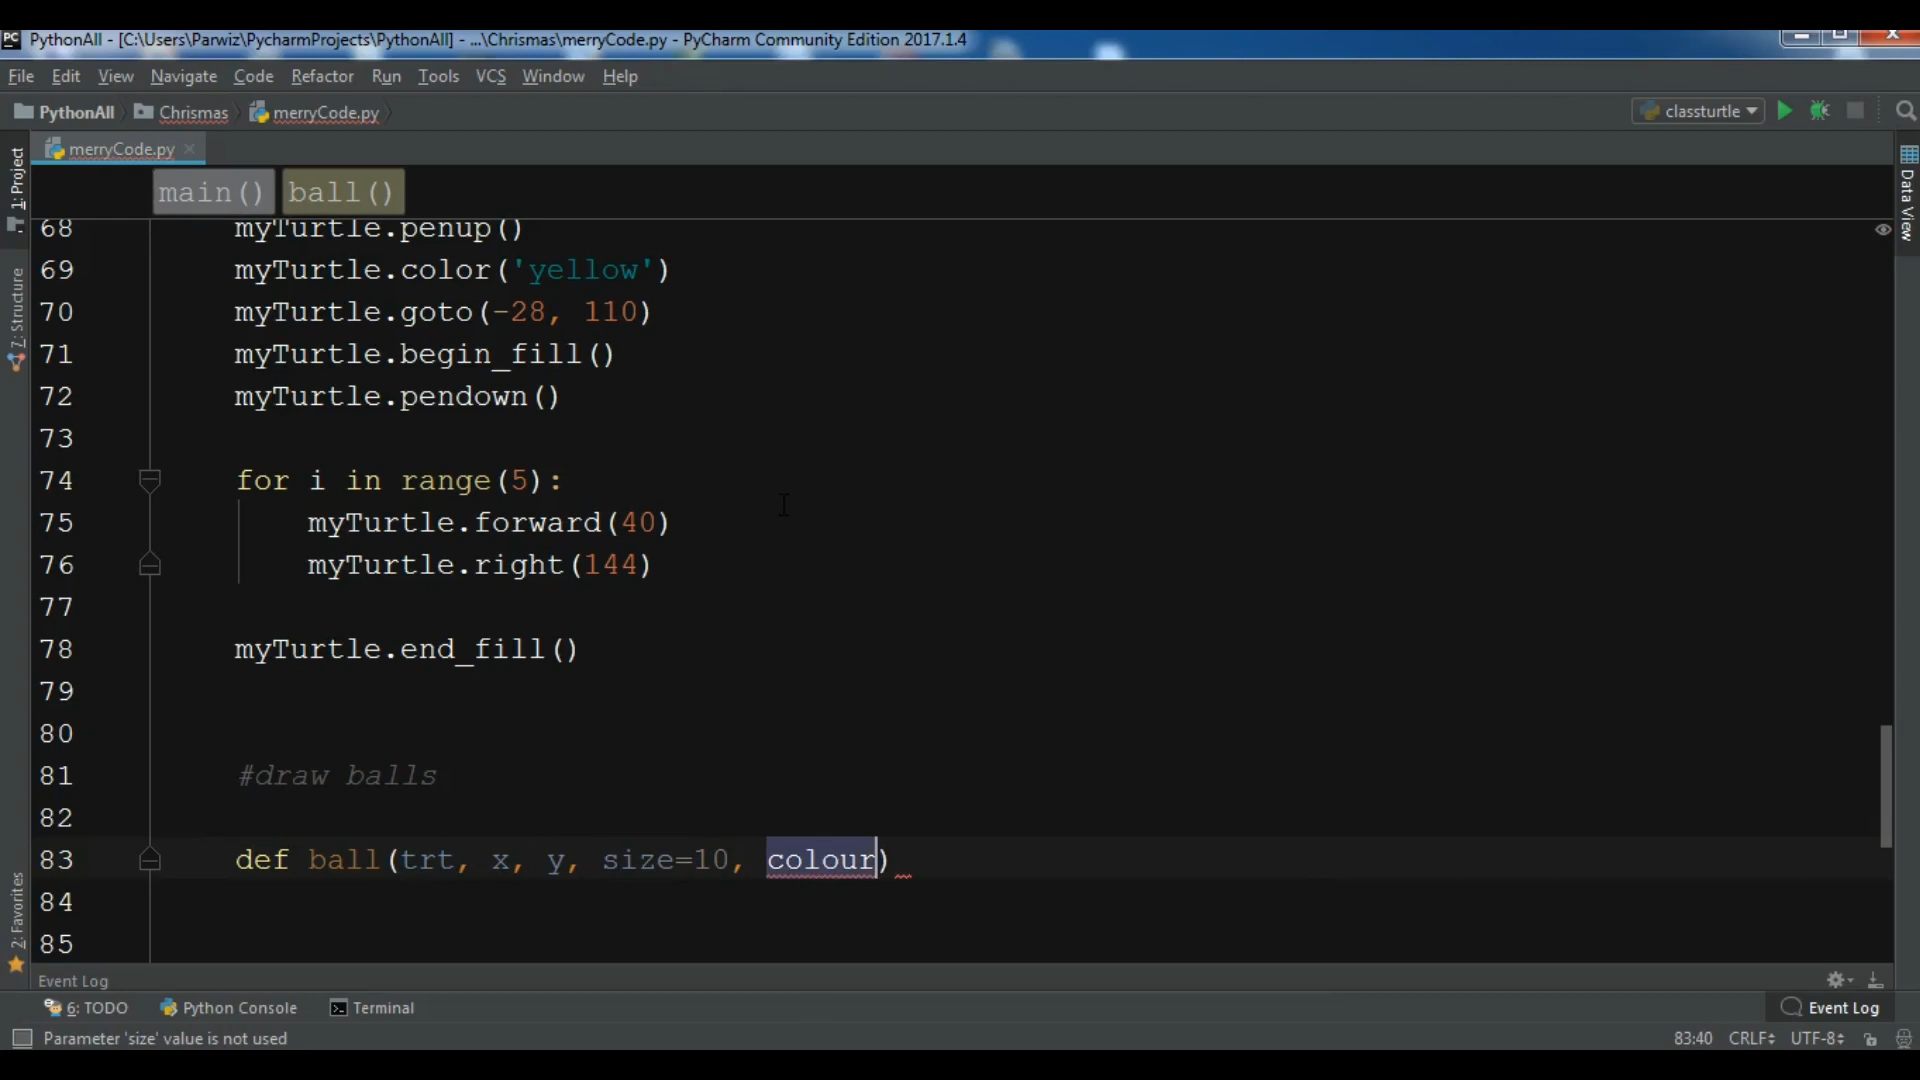 PC PythonAll - [C:\Users\Parwiz\PycharmProjects\PythonAll] - ...\Chrismas\merryCode.py - PyCharm Community Edition 2017.1.4
File Edit View Navigate Code Refactor Run Tools VCS Window Help
PythonAll Chrismas merryCode.py classturtle
merryCode.py
1: Project
7: Structure
2: Favorites
Data View
main() ball()
68 myTurtle.penup()
69 myTurtle.color('yellow')
70 myTurtle.goto(-28, 110)
71 myTurtle.begin_fill()
72 myTurtle.pendown()
73
74 for i in range(5):
75 myTurtle.forward(40)
76 myTurtle.right(144)
77
78 myTurtle.end_fill()
79
80
81 #draw balls
82
83 def ball(trt, x, y, size=10, colour)
84
85
Event Log
6: TODO Python Console Terminal Event Log
Parameter 'size' value is not used 83:40 CRLF UTF-8